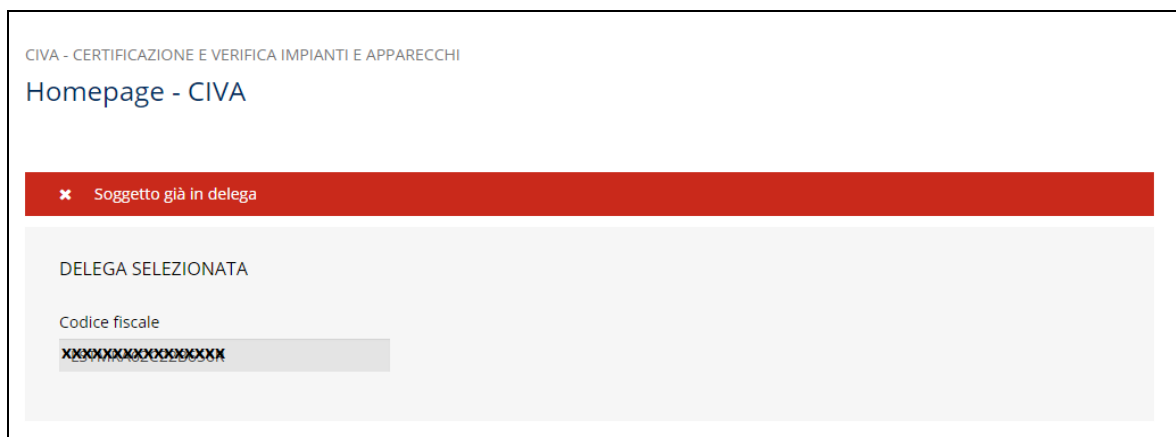 CIVA - CERTIFICAZIONE E VERIFICA IMPIANTI E APPARECCHI
Homepage - CIVA
✖ Soggetto già in delega
DELEGA SELEZIONATA
Codice fiscale
XXXXXXXXXXXXXXXX